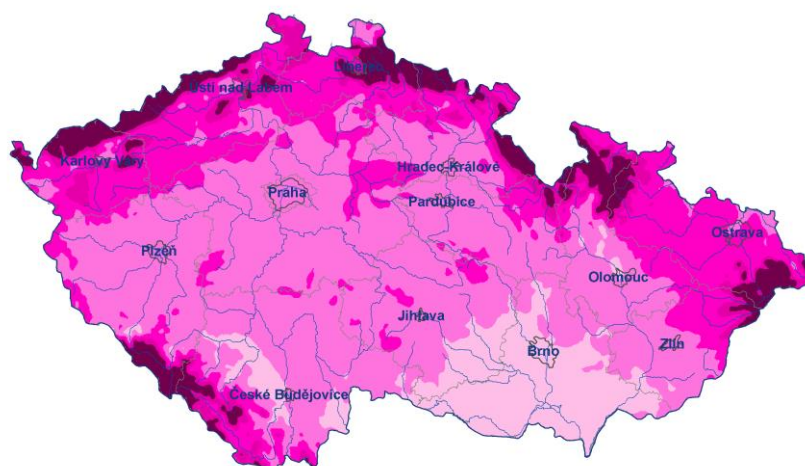 Liberec
Ústí nad Labem
Karlovy Vary
Hradec Králové
Praha
Pardubice
Ostrava
Plzeň
Olomouc
Jihlava
Brno
Zlín
České Budějovice